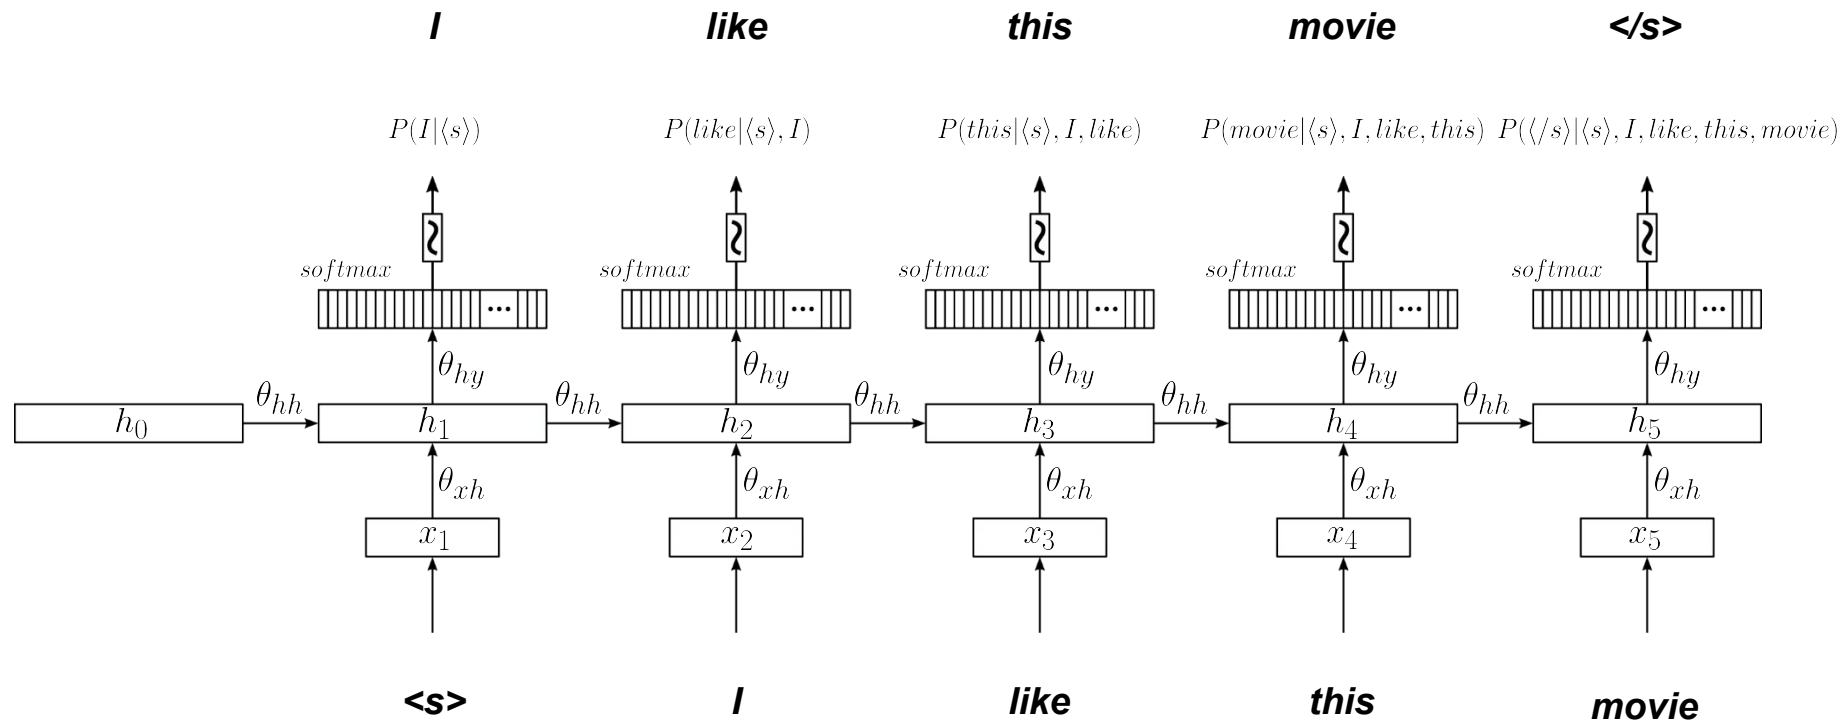 I like this movie </s>
P(I|⟨s⟩) P(like|⟨s⟩, I) P(this|⟨s⟩, I, like) P(movie|⟨s⟩, I, like, this) P(⟨/s⟩|⟨s⟩, I, like, this, movie)
softmax softmax softmax softmax softmax
... ... ... ... ...
θhy θhy θhy θhy θhy
θhh θhh θhh θhh θhh
h0 h1 h2 h3 h4 h5
θxh θxh θxh θxh θxh
x1 x2 x3 x4 x5
<s> I like this movie